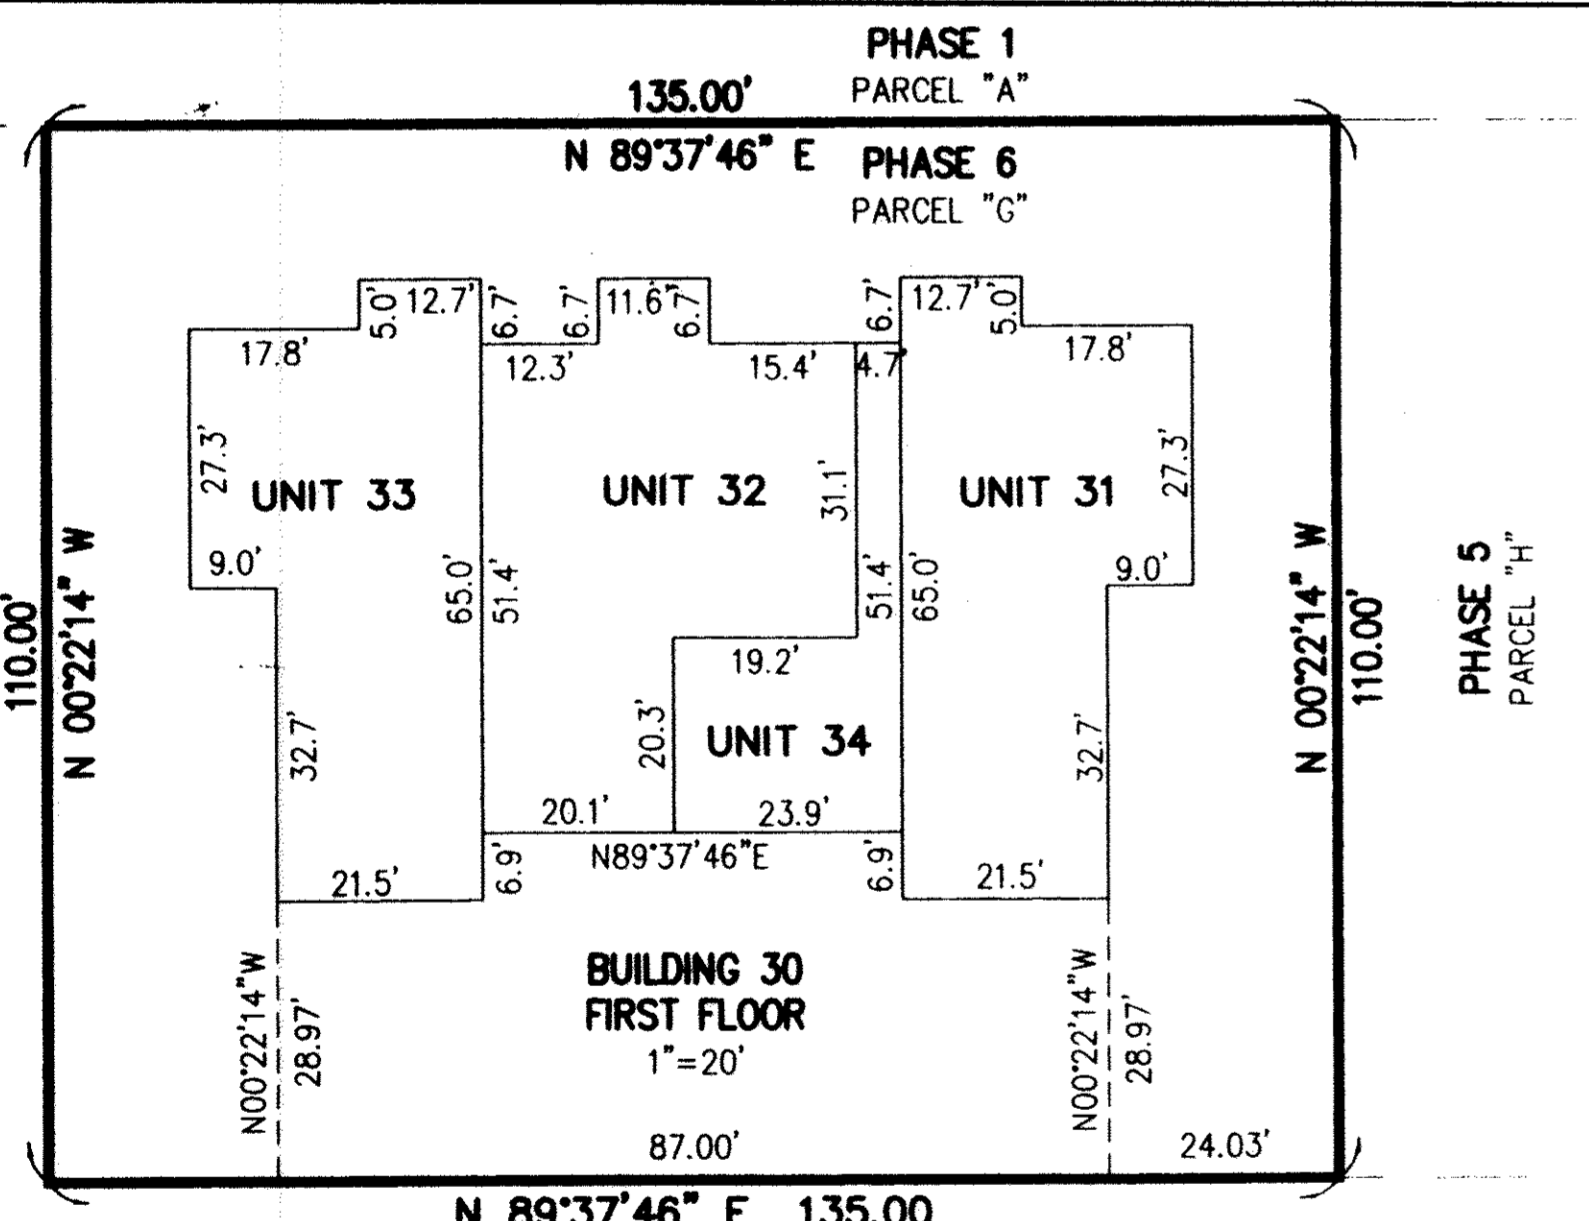 PHASE 1
PARCEL "A"
135.00'
N 89°37'46" E
PHASE 6
PARCEL "G"
12.7'
5.0'
6.7'
6.7'
11.6'
6.7'
6.7'
12.7'
5.0'
17.8'
12.3'
15.4'
4.7'
17.8'
27.3'
UNIT 33
UNIT 32
31.1'
UNIT 31
27.3'
9.0'
65.0'
51.4'
51.4'
65.0'
9.0'
110.00'
N 00°22'14" W
N 00°22'14" W
110.00'
PHASE 5
PARCEL "H"
19.2'
32.7'
20.3'
UNIT 34
32.7'
20.1'
23.9'
N89°37'46"E
21.5'
6.9'
6.9'
21.5'
BUILDING 30
FIRST FLOOR
1"=20'
N00°22'14"W
28.97'
N00°22'14"W
28.97'
87.00'
24.03'
N 89°37'46" E 135.00